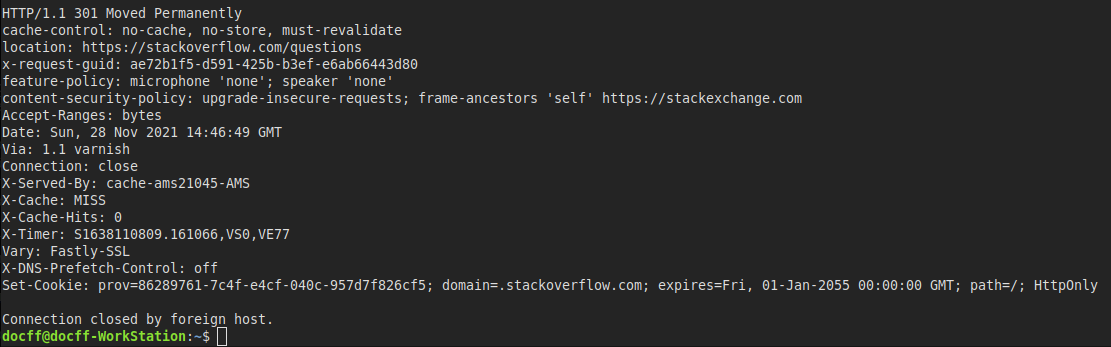 HTTP/1.1 301 Moved Permanently
cache-control: no-cache, no-store, must-revalidate
location: https://stackoverflow.com/questions
x-request-guid: ae72b1f5-d591-425b-b3ef-e6ab66443d80
feature-policy: microphone 'none'; speaker 'none'
content-security-policy: upgrade-insecure-requests; frame-ancestors 'self' https://stackexchange.com
Accept-Ranges: bytes
Date: Sun, 28 Nov 2021 14:46:49 GMT
Via: 1.1 varnish
Connection: close
X-Served-By: cache-ams21045-AMS
X-Cache: MISS
X-Cache-Hits: 0
X-Timer: S1638110809.161066,VS0,VE77
Vary: Fastly-SSL
X-DNS-Prefetch-Control: off
Set-Cookie: prov=86289761-7c4f-e4cf-040c-957d7f826cf5; domain=.stackoverflow.com; expires=Fri, 01-Jan-2055 00:00:00 GMT; path=/; HttpOnly
Connection closed by foreign host.
docff@docff-WorkStation:~$